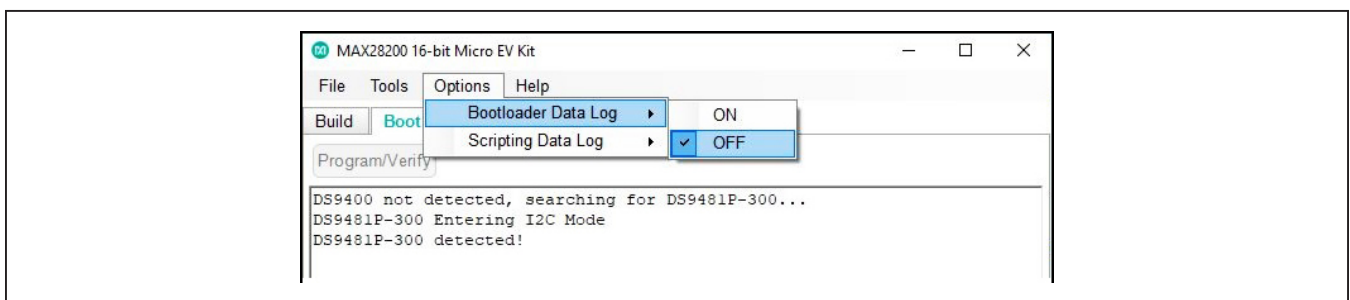 MAX28200 16-bit Micro EV Kit
File Tools Options Help
Build Boot Bootloader Data Log ON
Scripting Data Log OFF
Program/Verify
DS9400 not detected, searching for DS9481P-300...
DS9481P-300 Entering I2C Mode
DS9481P-300 detected!